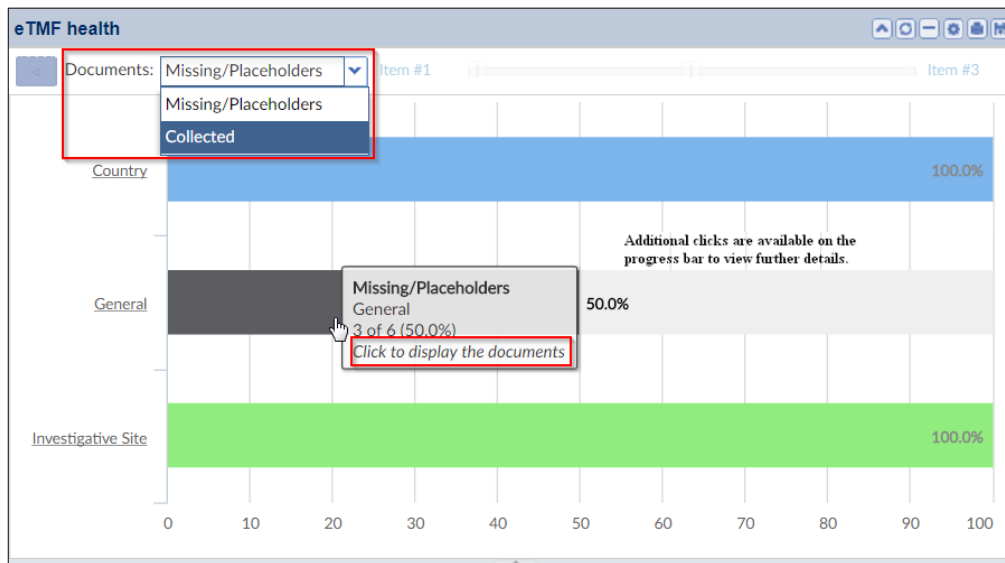 eTMF health
Documents: Missing/Placeholders Item #1 Item #3
Missing/Placeholders
Collected
Country 100.0%
Additional clicks are available on the
progress bar to view further details.
General 50.0%
Missing/Placeholders
General
3 of 6 (50.0%)
Click to display the documents
Investigative Site 100.0%
0 10 20 30 40 50 60 70 80 90 100